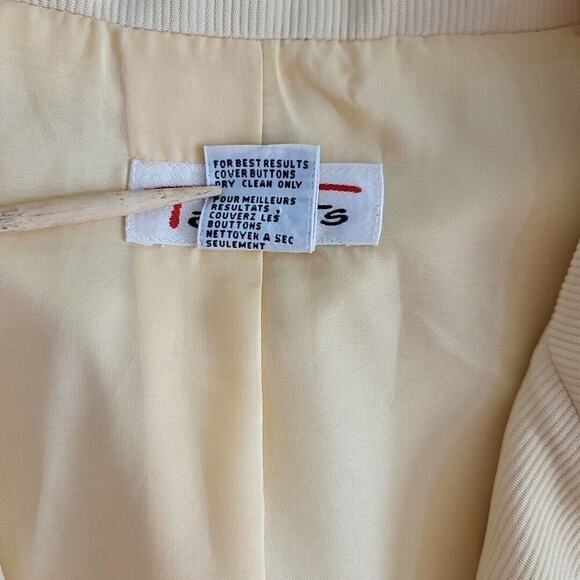 FOR BEST RESULTS
COVER BUTTONS
DRY CLEAN ONLY
POUR MEILLEURS
RESULTATS,
COUVERZ LES
BOUTTONS
NETTOYER A SEC
SEULEMENT